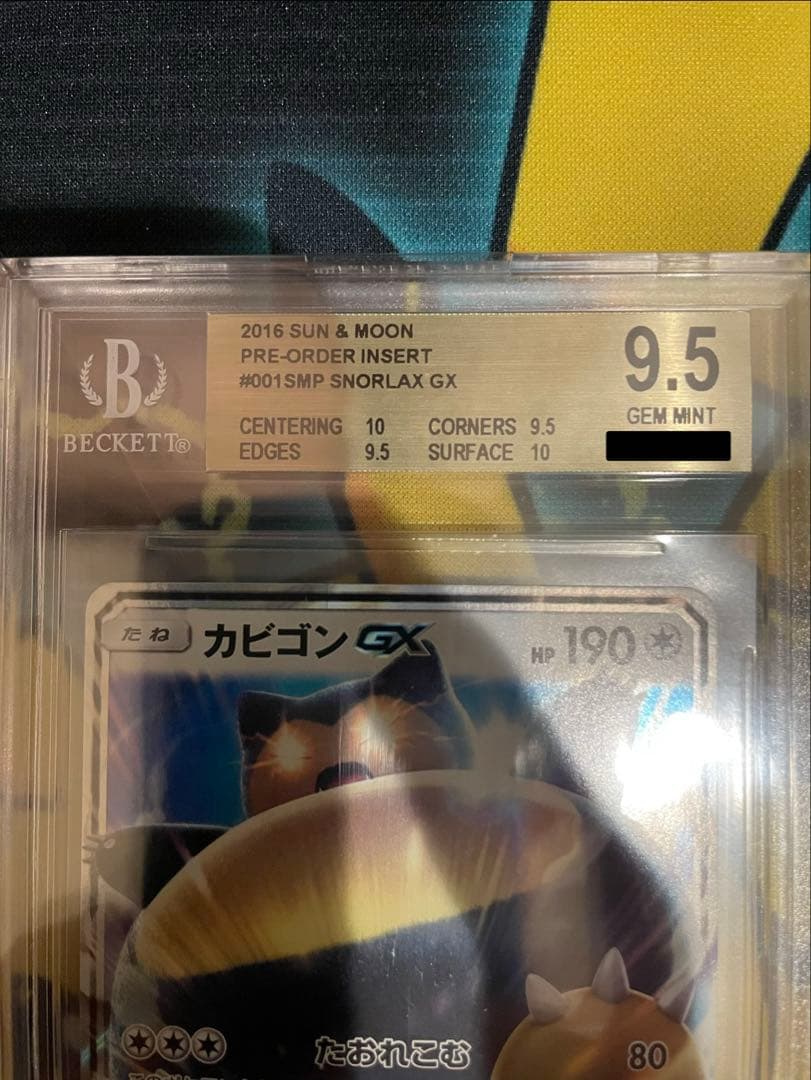 2016 SUN & MOON
PRE-ORDER INSERT
#001SMP SNORLAX GX
9.5
GEM MINT
CENTERING 10 CORNERS 9.5
EDGES 9.5 SURFACE 10
B
BECKETT®
たね カビゴンGX HP 190
たおれこむ 80